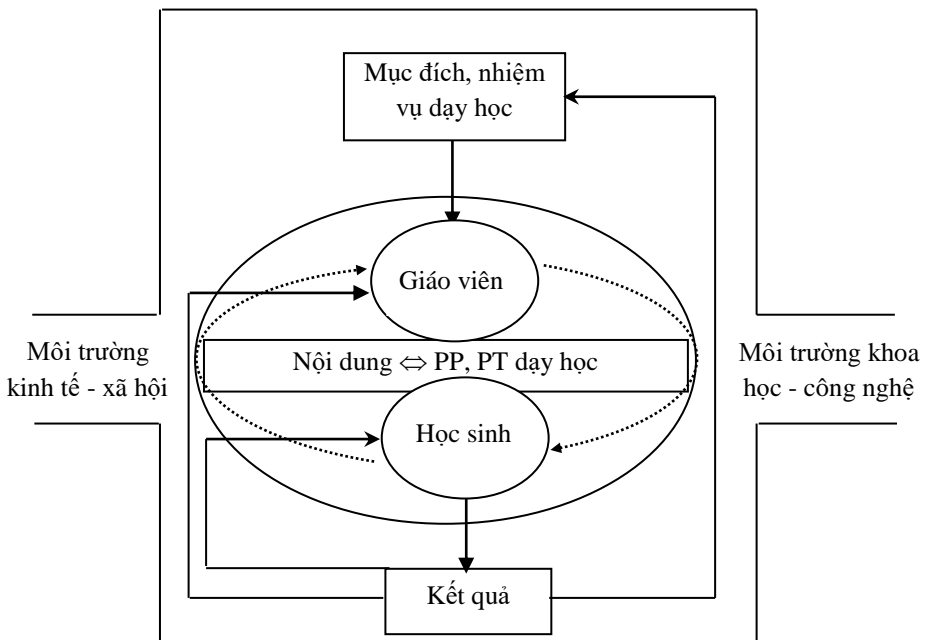 Mục đích, nhiệm
vụ dạy học
Giáo viên
Môi trường
kinh tế - xã hội
Nội dung ⇔ PP, PT dạy học
Môi trường khoa
học - công nghệ
Học sinh
Kết quả